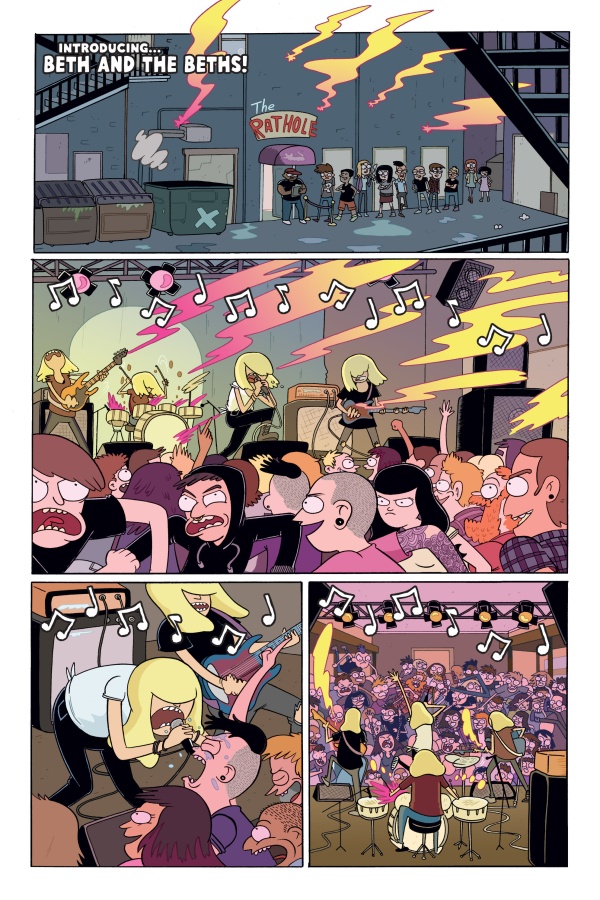 INTRODUCING...
BETH AND THE BETHS!
The
RATHOLE